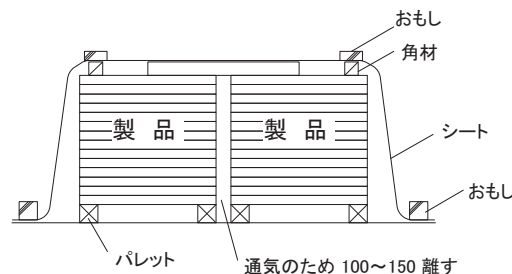 おもし
角材
製 品
製 品
シート
おもし
パレット
通気のため 100～150 離す